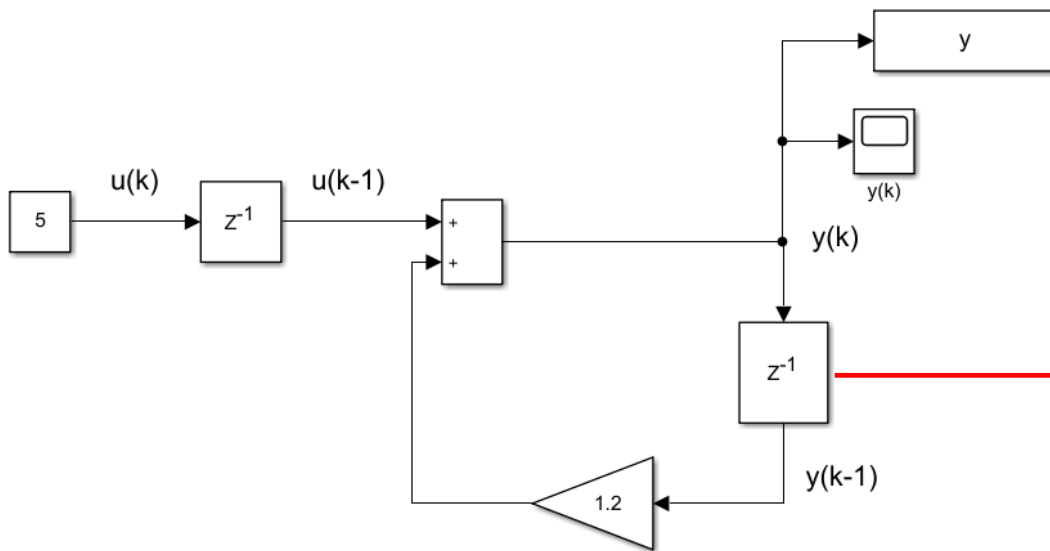 y
y(k)
u(k)
u(k-1)
5
z⁻¹
+
+
y(k)
z⁻¹
y(k-1)
1.2